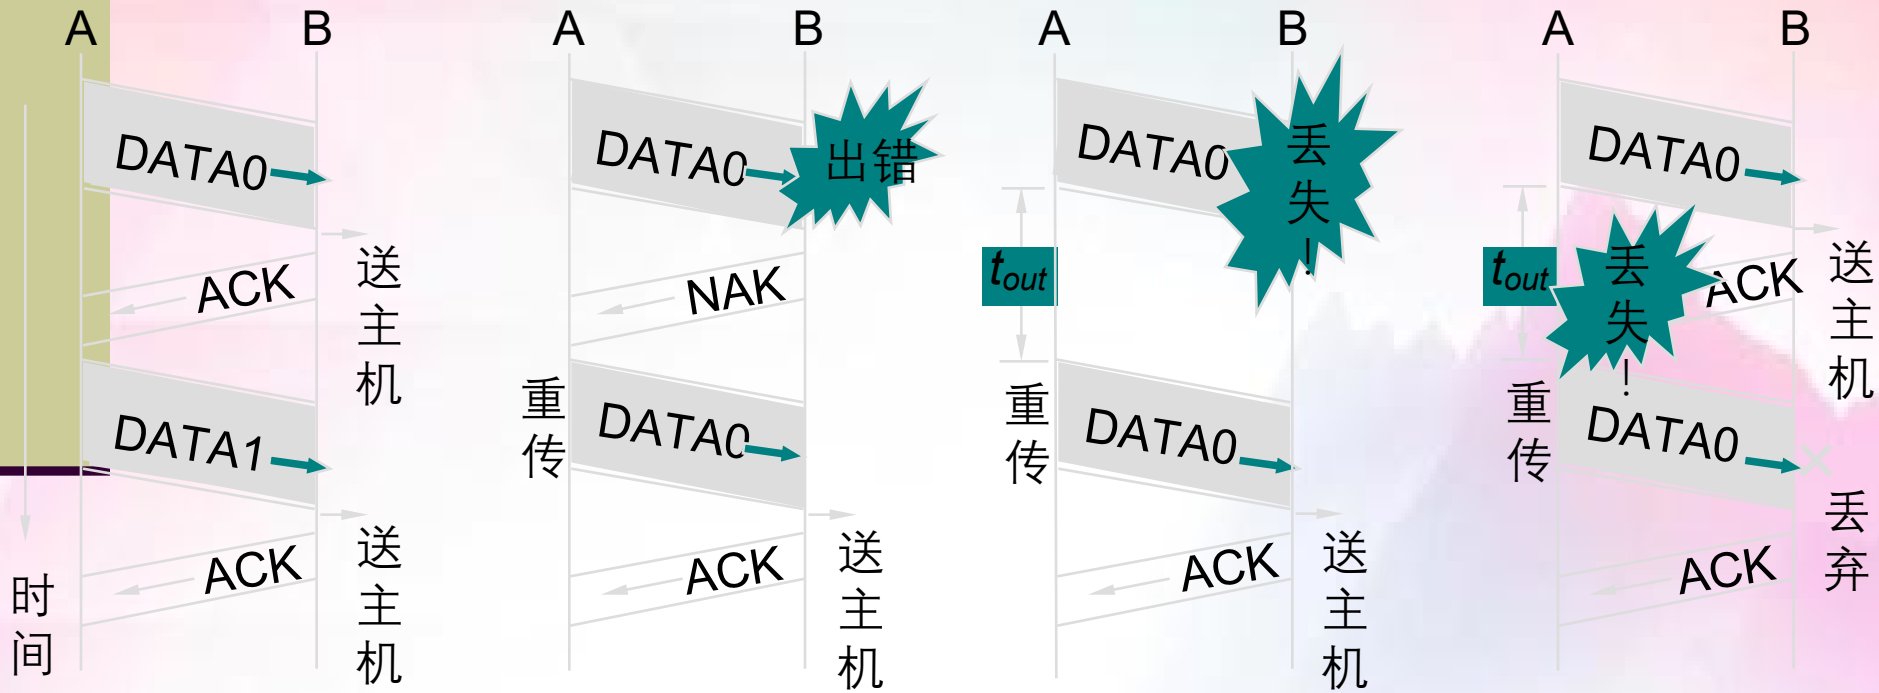 A
B
A
B
A
B
A
B
DATA0
ACK
送主机
DATA1
ACK
送主机
时间
DATA0
出错
NAK
重传
DATA0
ACK
送主机
DATA0
丢失!
tout
重传
DATA0
ACK
送主机
DATA0
tout
丢失!
ACK
送主机
重传
DATA0
丢弃
ACK